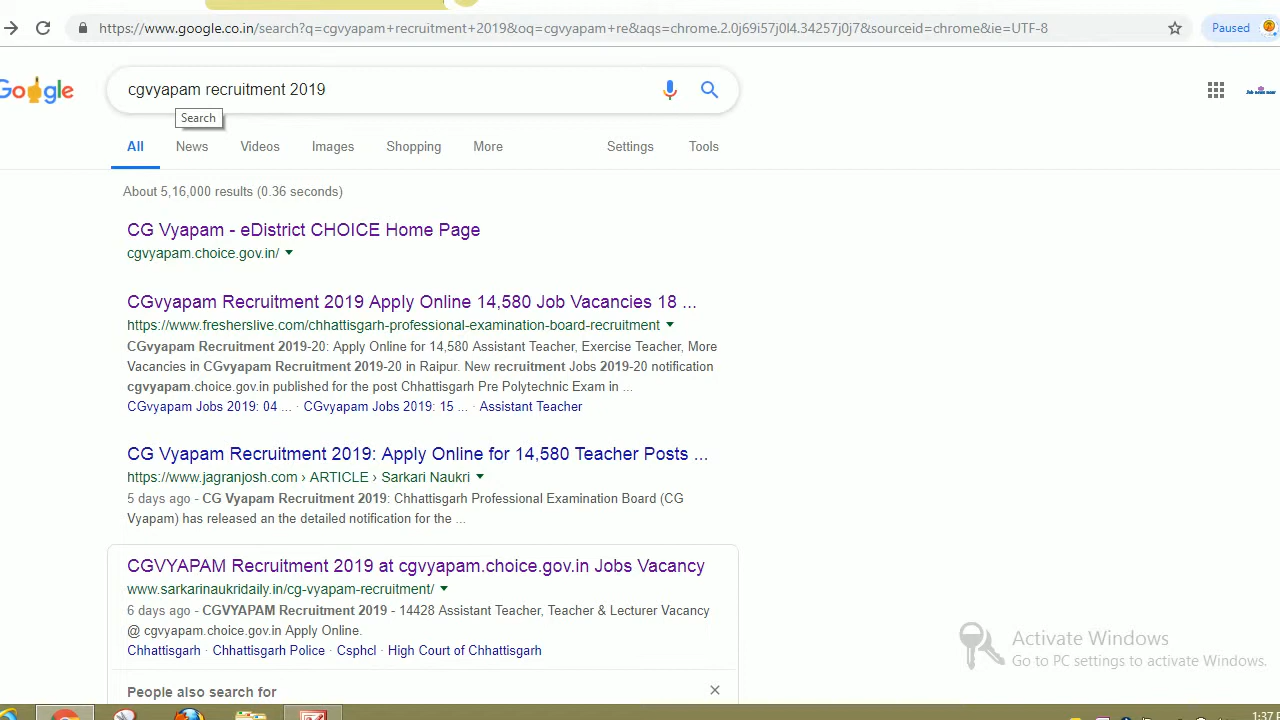 https://www.google.co.in/search?q=cgvyapam+recruitment+2019&oq=cgvyapam+re&aqs=chrome.2.0j69i57j0l4.34257j0j7&sourceid=chrome&ie=UTF-8
Paused
Google
cgvyapam recruitment 2019
Search
All News Videos Images Shopping More Settings Tools
About 5,16,000 results (0.36 seconds)
CG Vyapam - eDistrict CHOICE Home Page
cgvyapam.choice.gov.in/
CGvyapam Recruitment 2019 Apply Online 14,580 Job Vacancies 18 ...
https://www.fresherslive.com/chhattisgarh-professional-examination-board-recruitment
CGvyapam Recruitment 2019-20: Apply Online for 14,580 Assistant Teacher, Exercise Teacher, More
Vacancies in CGvyapam Recruitment 2019-20 in Raipur. New recruitment Jobs 2019-20 notification
cgvyapam.choice.gov.in published for the post Chhattisgarh Pre Polytechnic Exam in ...
CGvyapam Jobs 2019: 04 ... · CGvyapam Jobs 2019: 15 ... · Assistant Teacher
CG Vyapam Recruitment 2019: Apply Online for 14,580 Teacher Posts ...
https://www.jagranjosh.com › ARTICLE › Sarkari Naukri
5 days ago - CG Vyapam Recruitment 2019: Chhattisgarh Professional Examination Board (CG
Vyapam) has released an the detailed notification for the ...
CGVYAPAM Recruitment 2019 at cgvyapam.choice.gov.in Jobs Vacancy
www.sarkarinaukridaily.in/cg-vyapam-recruitment/
6 days ago - CGVYAPAM Recruitment 2019 - 14428 Assistant Teacher, Teacher & Lecturer Vacancy
@ cgvyapam.choice.gov.in Apply Online.
Chhattisgarh · Chhattisgarh Police · Csphcl · High Court of Chhattisgarh
People also search for
Activate Windows
Go to PC settings to activate Windows.
1:37